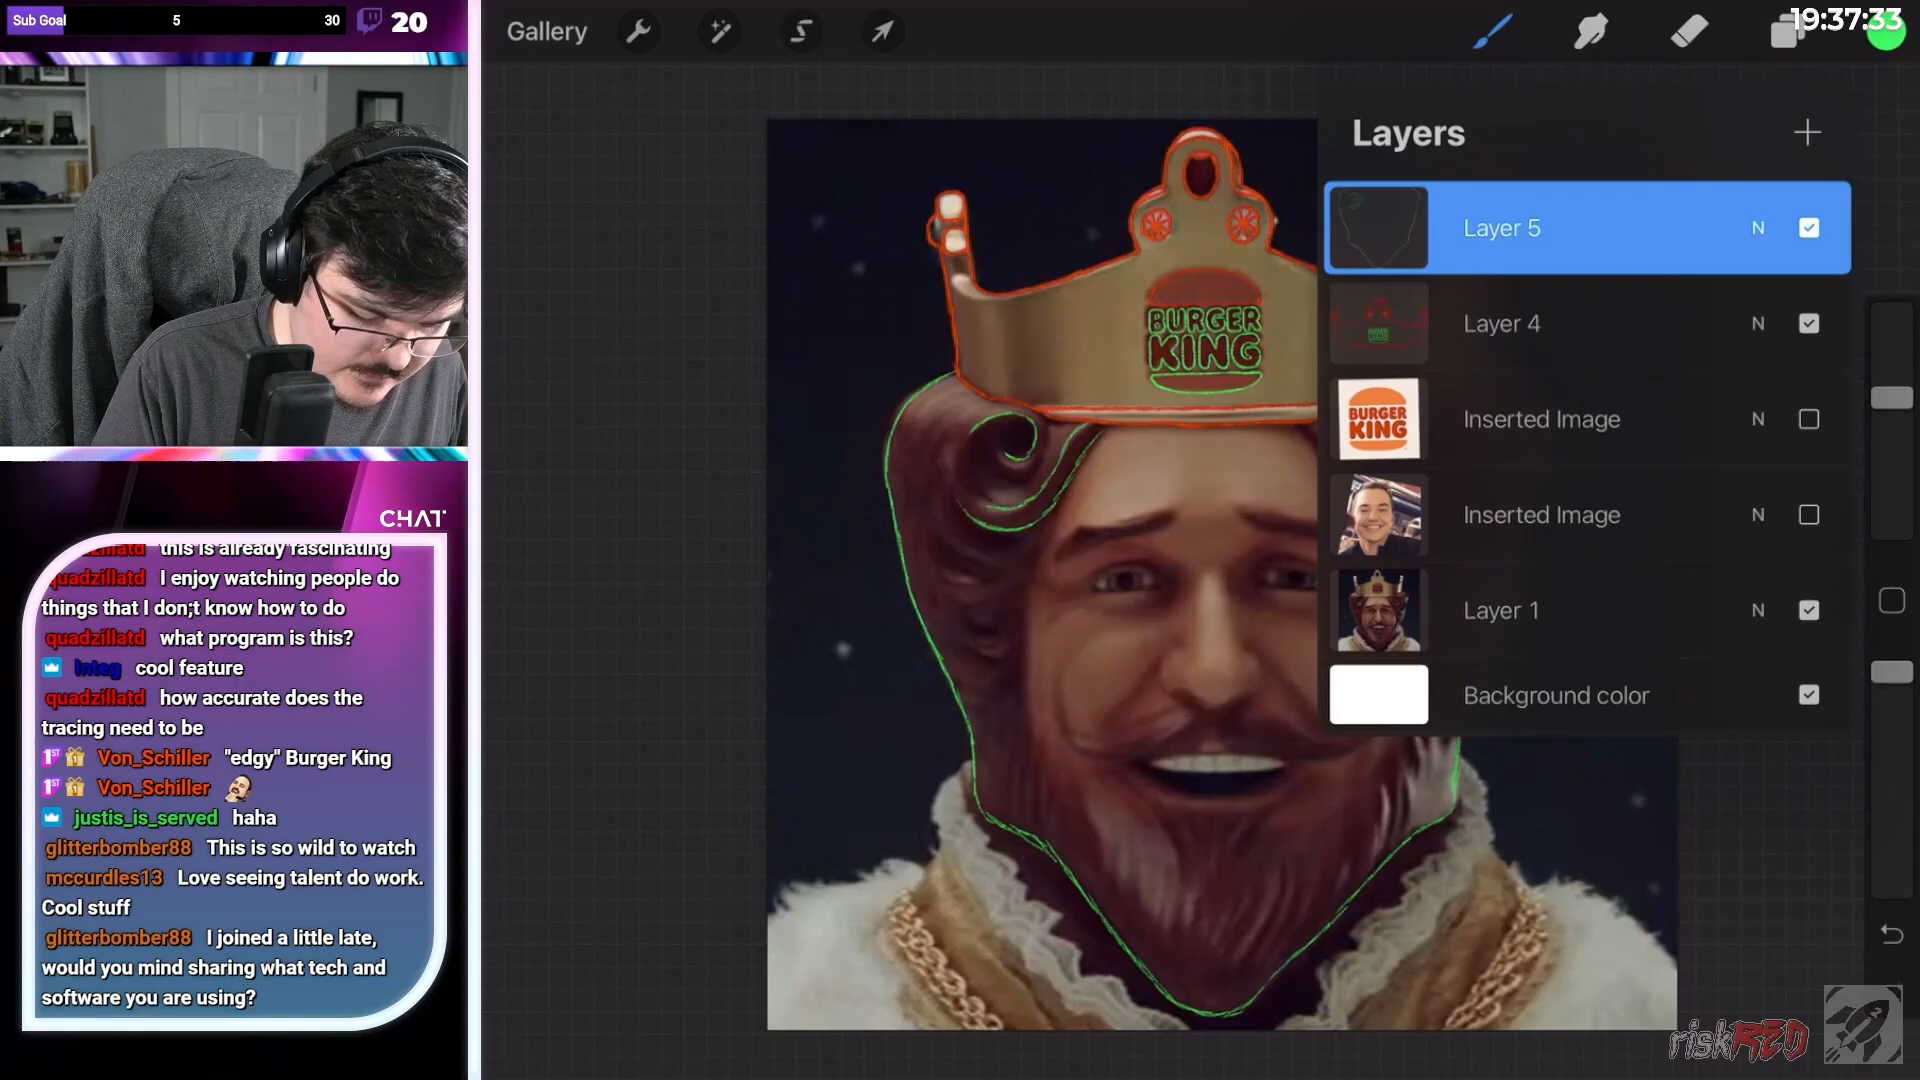 Sub Goal 5 30 20
Gallery
19:37:33
Layers
Layer 5 N
Layer 4 N
BURGER KING Inserted Image N
Inserted Image N
Layer 1 N
Background color
BURGER
KING
CHAT
this is already fascinating
quadzillatd I enjoy watching people do
things that I don;t know how to do
quadzillatd what program is this?
Integ cool feature
quadzillatd how accurate does the
tracing need to be
1ST Von_Schiller "edgy" Burger King
1ST Von_Schiller
justis_is_served haha
glitterbomber88 This is so wild to watch
mccurdles13 Love seeing talent do work.
Cool stuff
glitterbomber88 I joined a little late,
would you mind sharing what tech and
software you are using?
riskRED